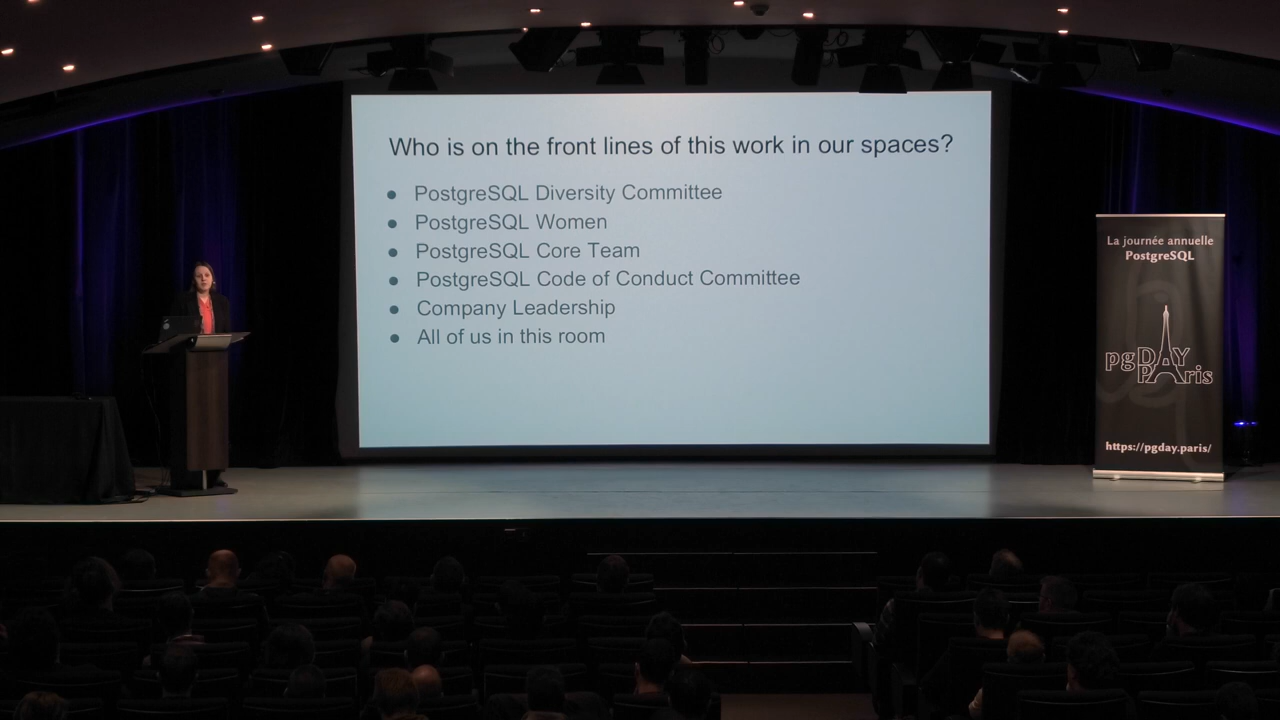 Who is on the front lines of this work in our spaces?
● PostgreSQL Diversity Committee
● PostgreSQL Women
● PostgreSQL Core Team
● PostgreSQL Code of Conduct Committee
● Company Leadership
● All of us in this room
La journée annuelle
PostgreSQL
pgDAY
PAris
https://pgday.paris/